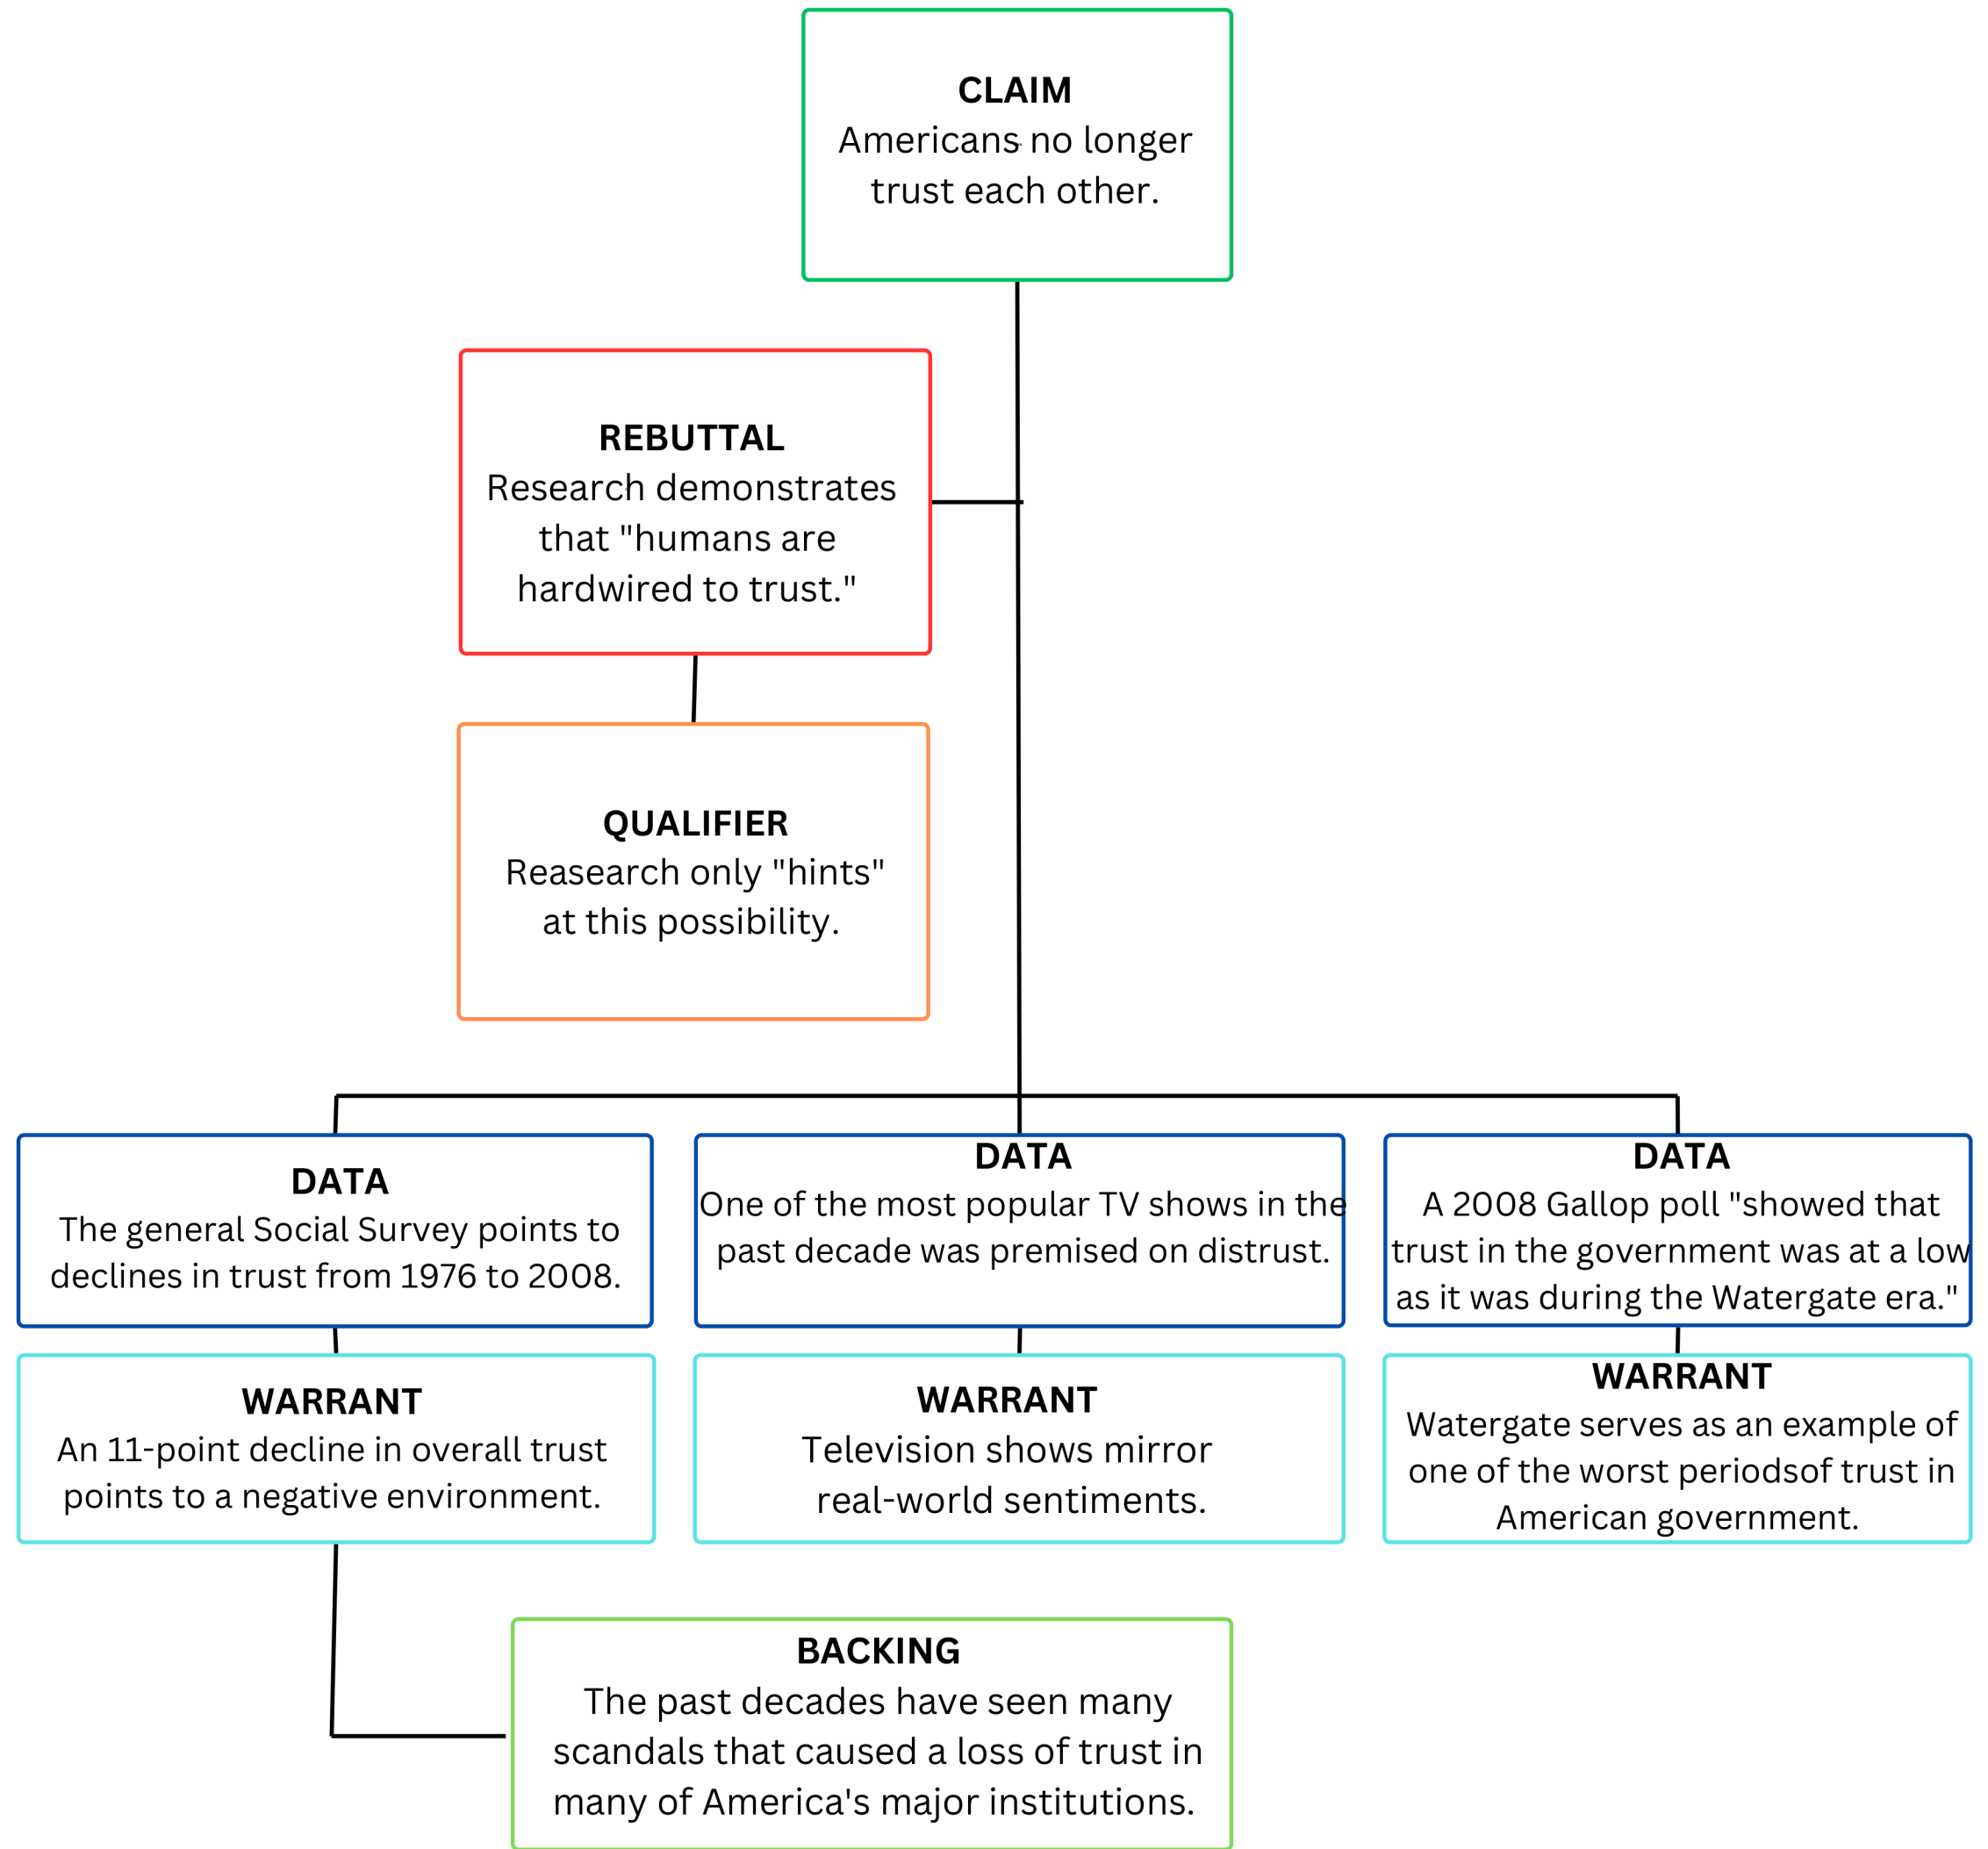 CLAIM
Americans no longer
trust each other.
REBUTTAL
Research demonstrates
that "humans are
hardwired to trust."
QUALIFIER
Reasearch only "hints"
at this possibility.
DATA
The general Social Survey points to
declines in trust from 1976 to 2008.
DATA
One of the most popular TV shows in the
past decade was premised on distrust.
DATA
A 2008 Gallop poll "showed that
trust in the government was at a low
as it was during the Watergate era."
WARRANT
An 11-point decline in overall trust
points to a negative environment.
WARRANT
Television shows mirror
real-world sentiments.
WARRANT
Watergate serves as an example of
one of the worst periodsof trust in
American government.
BACKING
The past decades have seen many
scandals that caused a loss of trust in
many of America's major institutions.